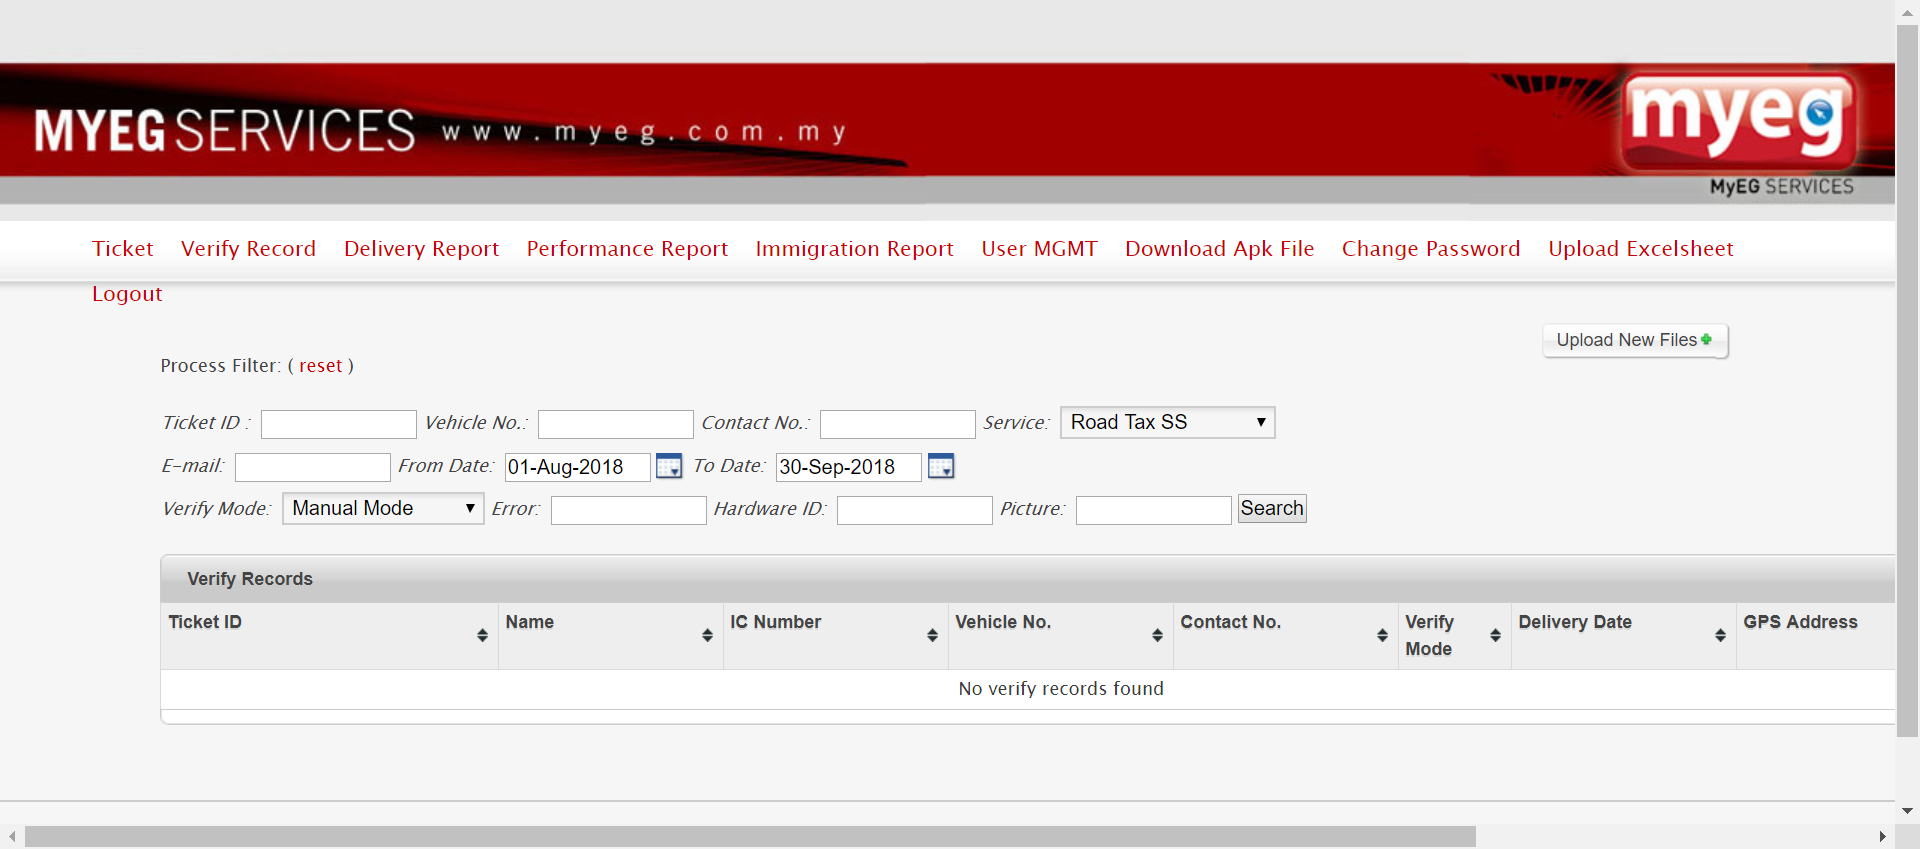 MYEG SERVICES www.myeg.com.my
myeg
MyEG SERVICES
Ticket Verify Record Delivery Report Performance Report Immigration Report User MGMT Download Apk File Change Password Upload Excelsheet
Logout
Upload New Files
Process Filter: ( reset )
Ticket ID : Vehicle No.: Contact No.: Service: Road Tax SS
E-mail: From Date: 01-Aug-2018 To Date: 30-Sep-2018
Verify Mode: Manual Mode Error: Hardware ID: Picture: Search
Verify Records
Ticket ID Name IC Number Vehicle No. Contact No. Verify Mode Delivery Date GPS Address
No verify records found